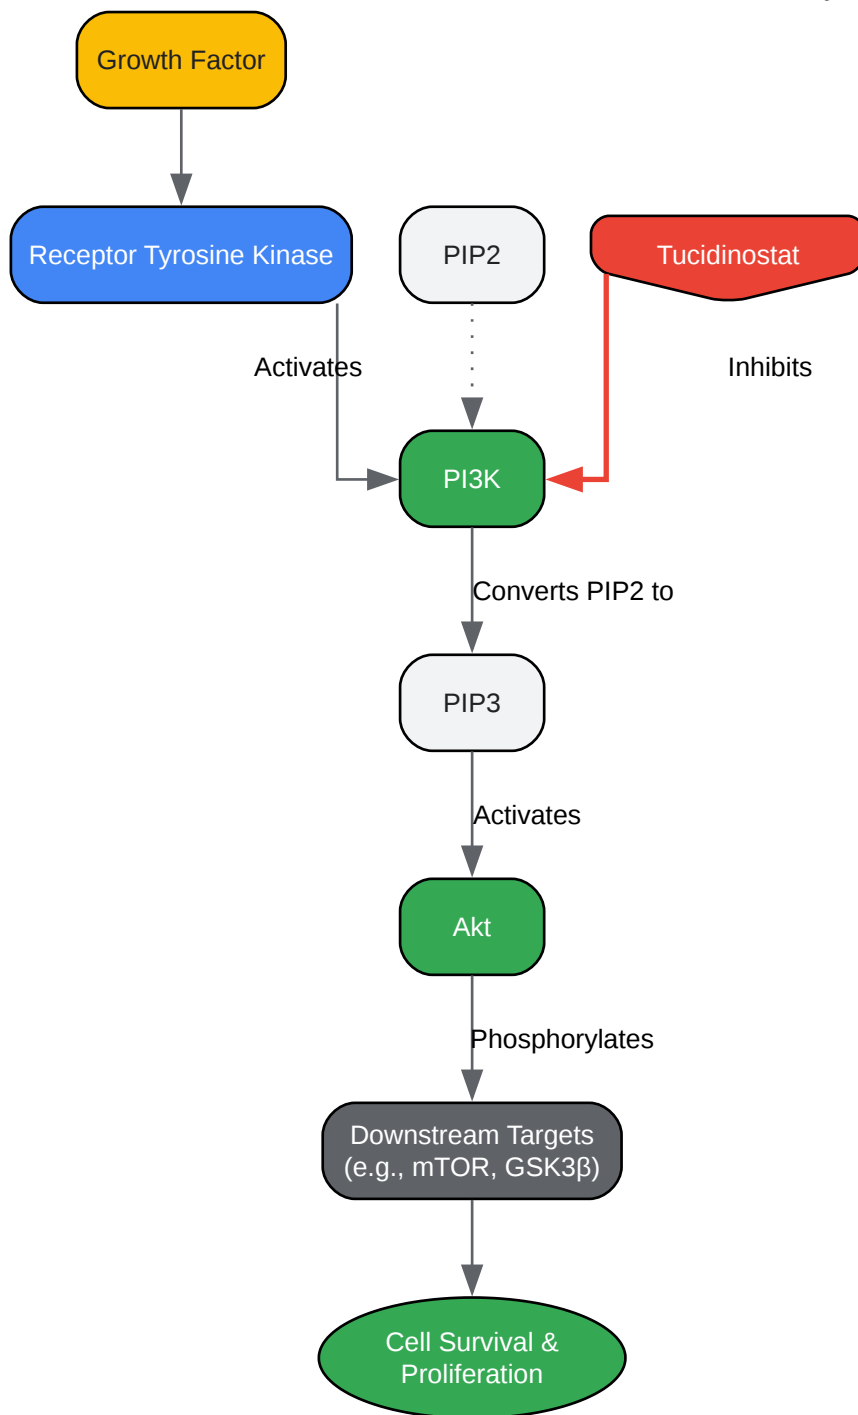 Growth Factor
Receptor Tyrosine Kinase
PIP2
Tucidinostat
Activates
Inhibits
PI3K
Converts PIP2 to
PIP3
Activates
Akt
Phosphorylates
Downstream Targets
(e.g., mTOR, GSK3β)
Cell Survival &
Proliferation